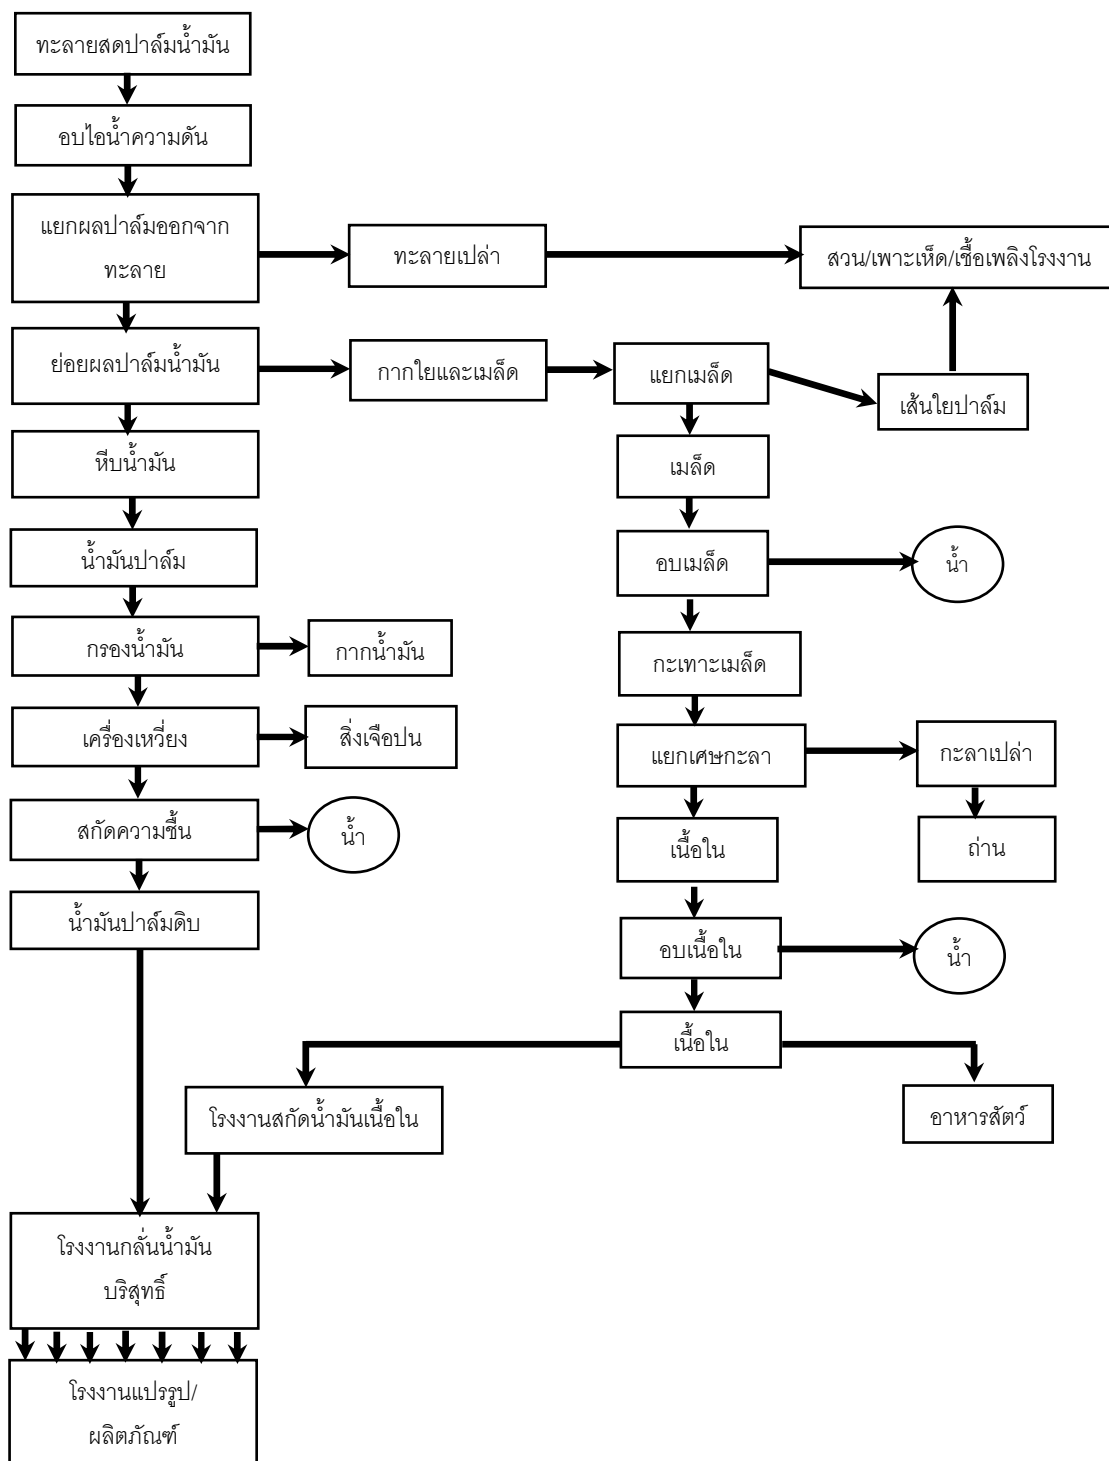 ทะลายสดปาล์มน้ำมัน
อบไอน้ำความดัน
แยกผลปาล์มออกจาก
ทะลาย
ทะลายเปล่า
สวน/เพาะเห็ด/เชื้อเพลิงโรงงาน
ย่อยผลปาล์มน้ำมัน
กากใยและเมล็ด
แยกเมล็ด
เส้นใยปาล์ม
หีบน้ำมัน
เมล็ด
น้ำมันปาล์ม
อบเมล็ด
น้ำ
กรองน้ำมัน
กากน้ำมัน
กะเทาะเมล็ด
เครื่องเหวี่ยง
สิ่งเจือปน
แยกเศษกะลา
กะลาเปล่า
สกัดความชื้น
น้ำ
เนื้อใน
ถ่าน
น้ำมันปาล์มดิบ
อบเนื้อใน
น้ำ
เนื้อใน
โรงงานสกัดน้ำมันเนื้อใน
อาหารสัตว์
โรงงานกลั่นน้ำมัน
บริสุทธิ์
โรงงานแปรรูป/
ผลิตภัณฑ์